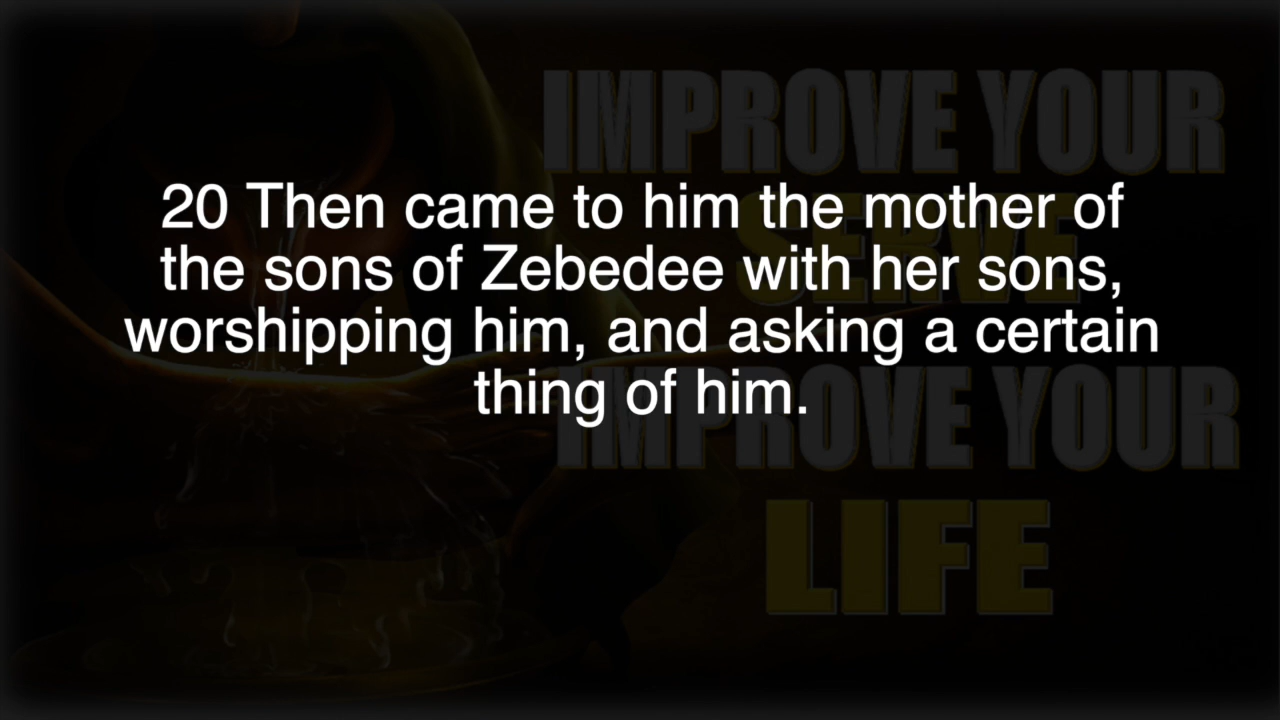 IMPROVE YOUR
SERVE
IMPROVE YOUR
LIFE
20 Then came to him the mother of
the sons of Zebedee with her sons,
worshipping him, and asking a certain
thing of him.